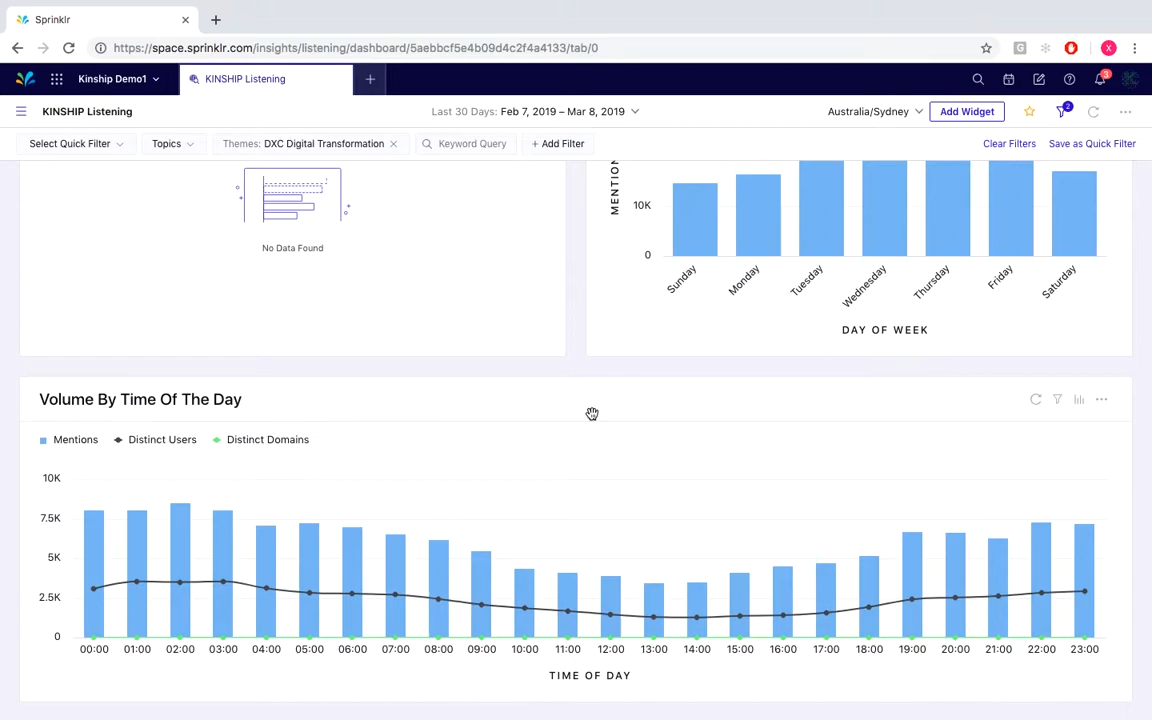 Sprinklr
https://space.sprinklr.com/insights/listening/dashboard/5aebbcf5e4b09d4c2f4a4133/tab/0
G
X
Kinship Demo1
KINSHIP Listening
3
KINSHIP Listening
Last 30 Days: Feb 7, 2019 – Mar 8, 2019
Australia/Sydney
Add Widget
2
Select Quick Filter
Topics
Themes: DXC Digital Transformation
Keyword Query
+ Add Filter
Clear Filters
Save as Quick Filter
No Data Found
MENTION
10K
0
Sunday
Monday
Tuesday
Wednesday
Thursday
Friday
Saturday
DAY OF WEEK
Volume By Time Of The Day
Mentions
Distinct Users
Distinct Domains
10K
7.5K
5K
2.5K
0
00:00 01:00 02:00 03:00 04:00 05:00 06:00 07:00 08:00 09:00 10:00 11:00 12:00 13:00 14:00 15:00 16:00 17:00 18:00 19:00 20:00 21:00 22:00 23:00
TIME OF DAY